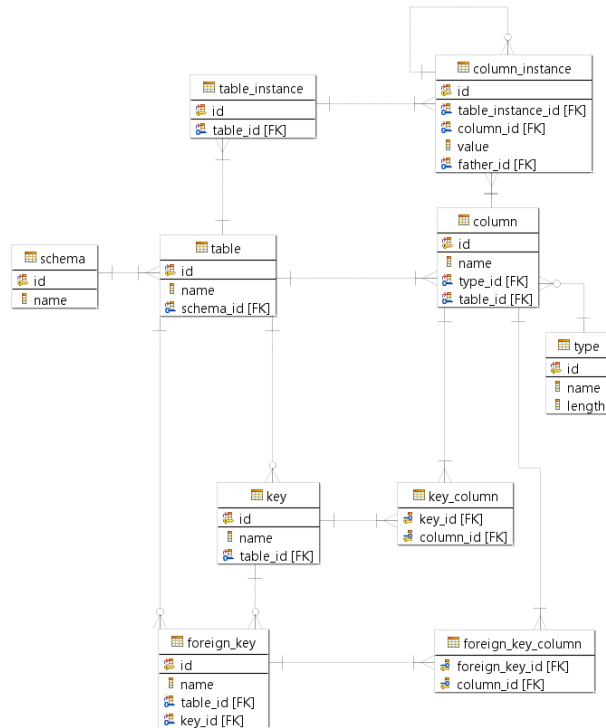 column_instance
id
table_instance_id [FK]
column_id [FK]
value
father_id [FK]
table_instance
id
table_id [FK]
column
id
name
type_id [FK]
table_id [FK]
table
id
name
schema_id [FK]
schema
id
name
type
id
name
length
key
id
name
table_id [FK]
key_column
key_id [FK]
column_id [FK]
foreign_key
id
name
table_id [FK]
key_id [FK]
foreign_key_column
foreign_key_id [FK]
column_id [FK]